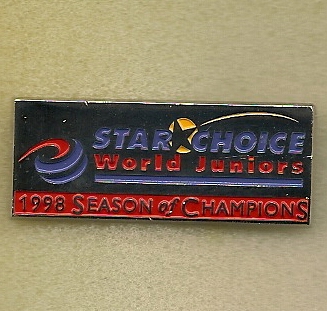 STAR CHOICE
World Juniors
1998 SEASON of CHAMPIONS